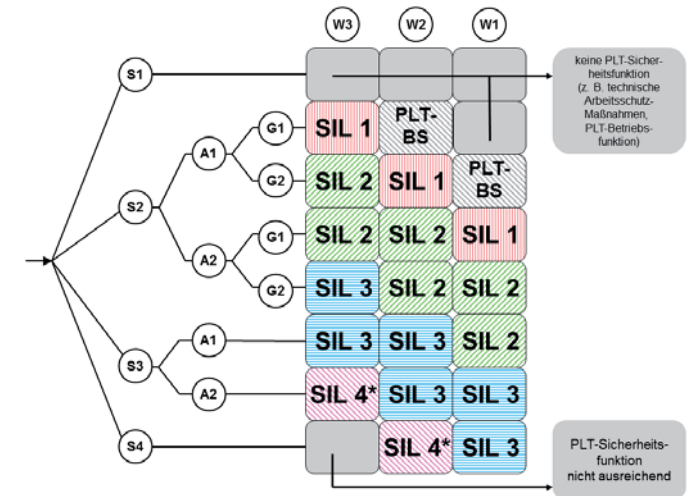 W3 W2 W1
S1
keine PLT-Sicher-
heitsfunktion
(z. B. technische
Arbeitsschutz-
Maßnahmen,
PLT-Betriebs-
funktion)
G1 SIL 1 PLT-
BS
A1
G2 SIL 2 SIL 1 PLT-
BS
S2
G1 SIL 2 SIL 2 SIL 1
A2
G2 SIL 3 SIL 2 SIL 2
A1 SIL 3 SIL 3 SIL 2
S3
A2 SIL 4* SIL 3 SIL 3
S4 SIL 4* SIL 3
PLT-Sicherheits-
funktion
nicht ausreichend